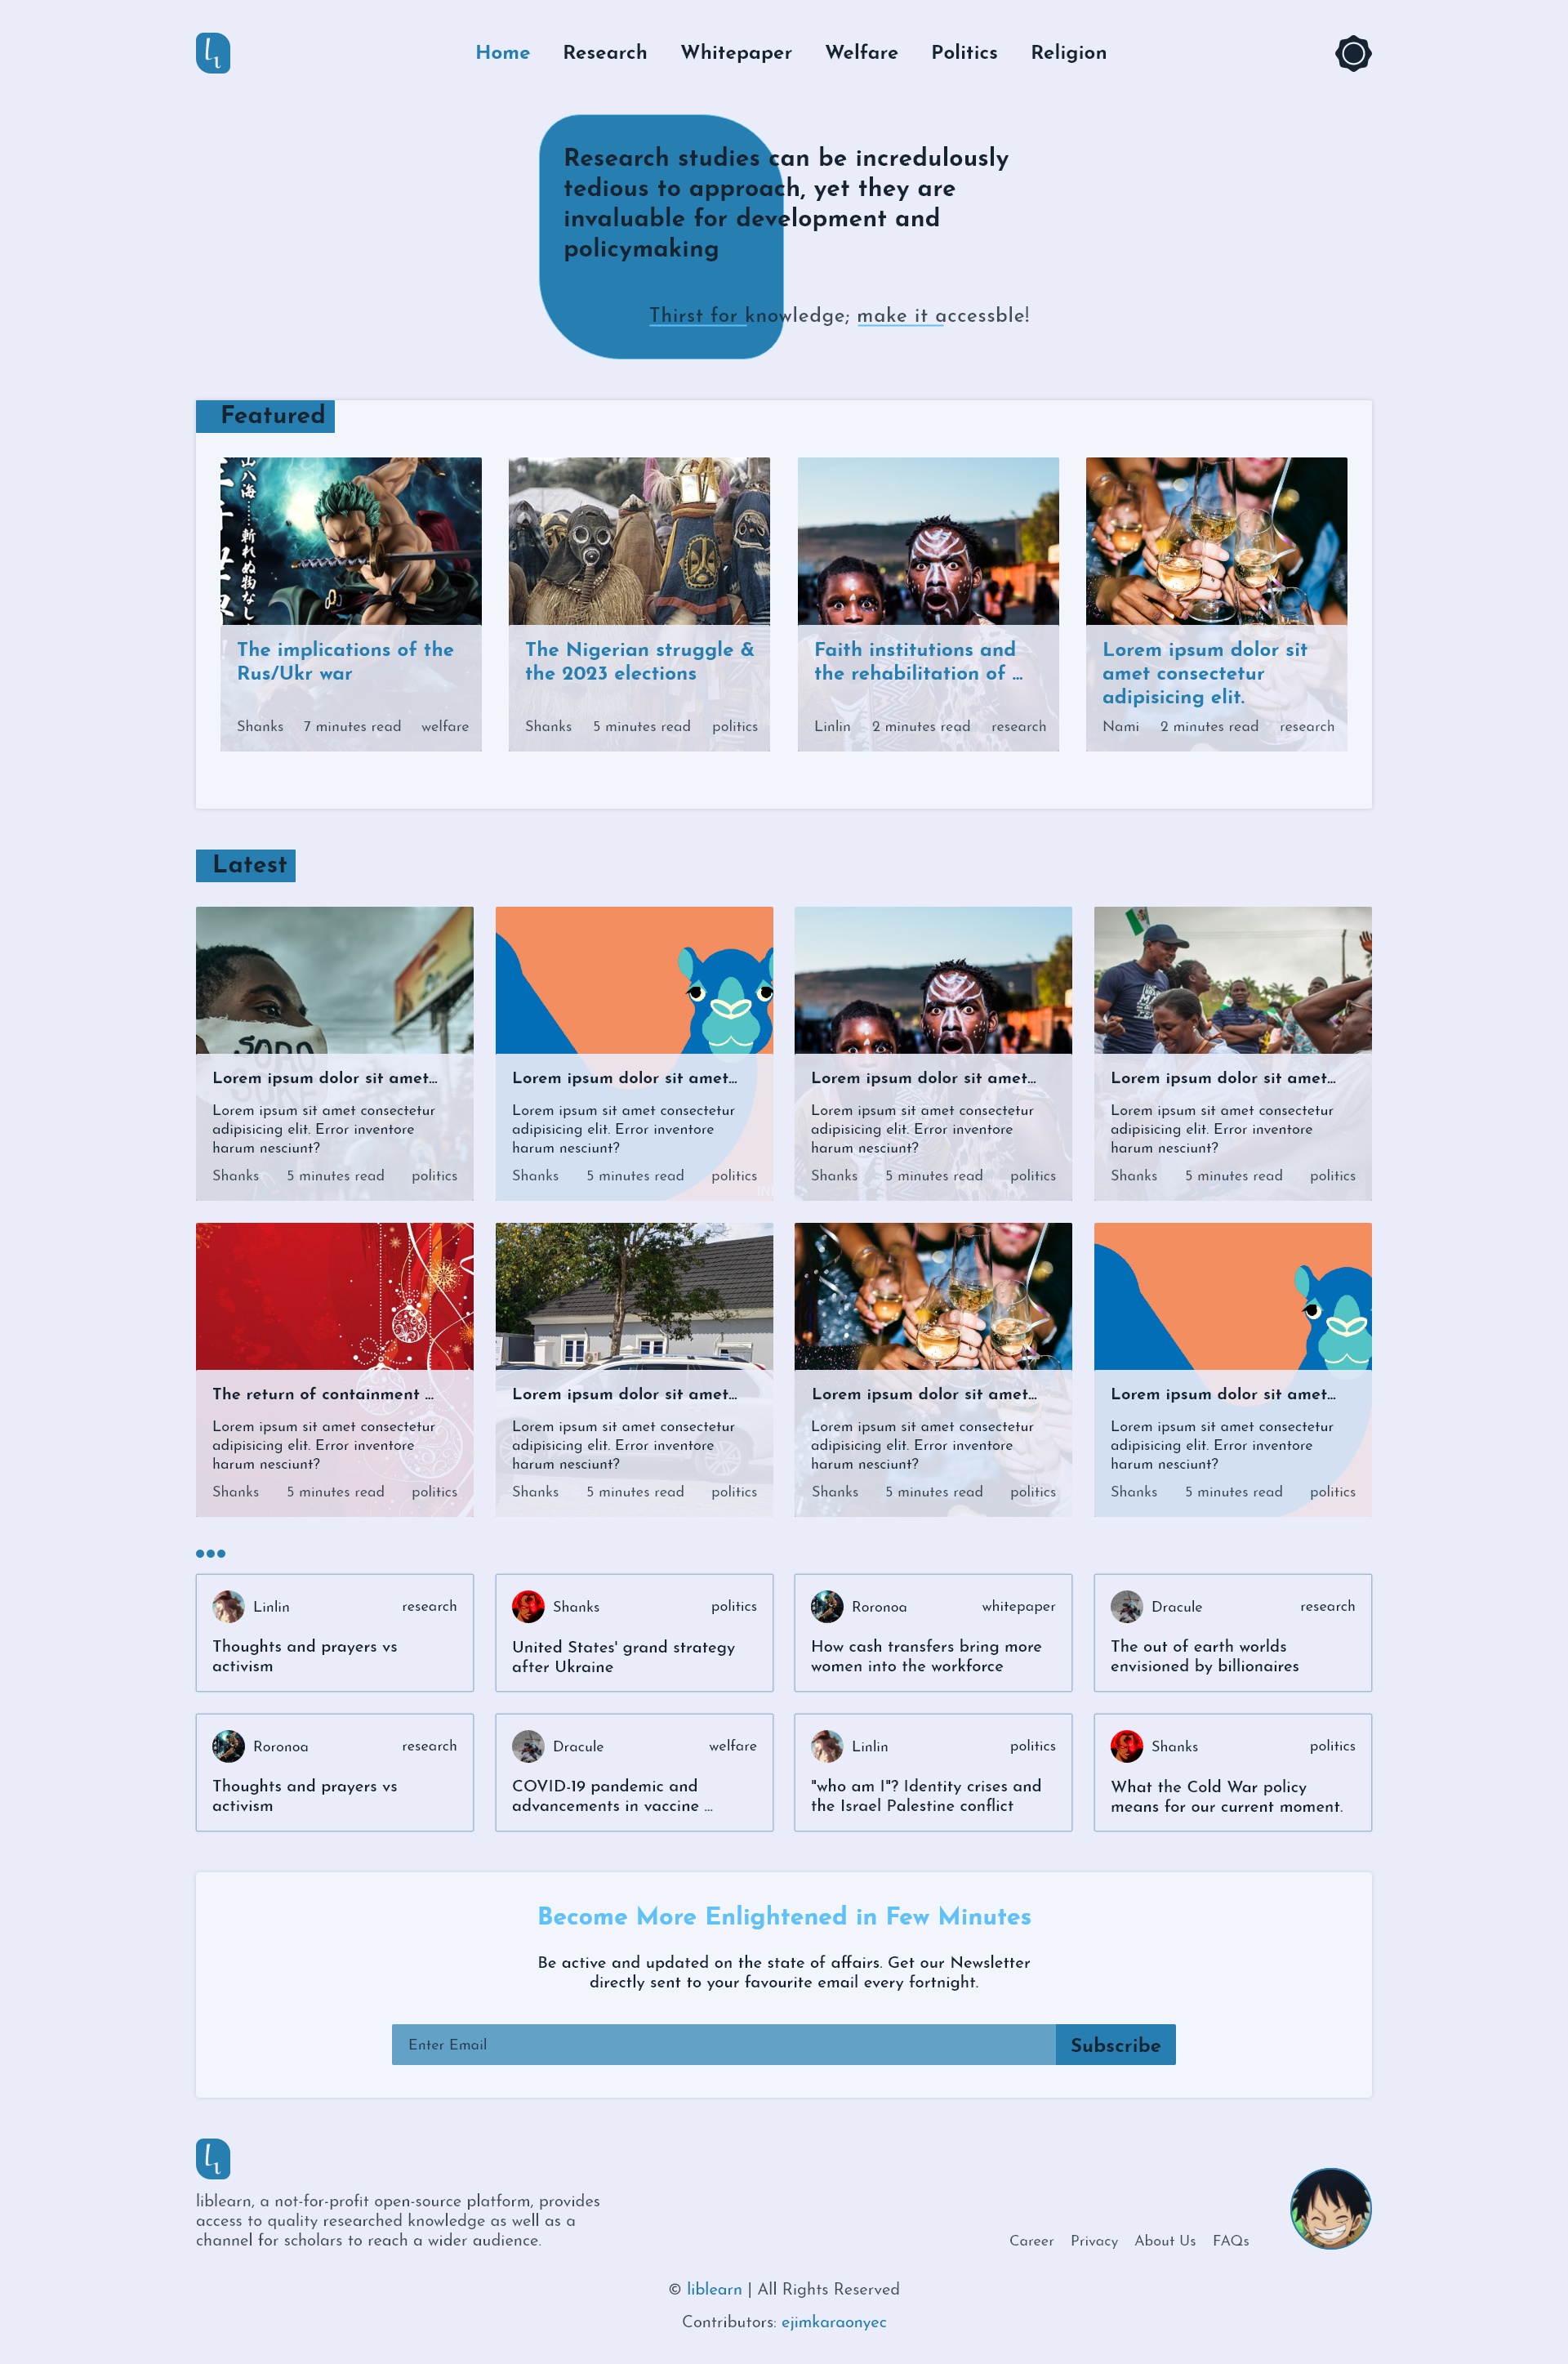 Lı
Home Research Whitepaper Welfare Politics Religion
Research studies can be incredulously
tedious to approach, yet they are
invaluable for development and
policymaking
Thirst for knowledge; make it accessble!
Featured
The implications of the
Rus/Ukr war
Shanks 7 minutes read welfare
The Nigerian struggle &
the 2023 elections
Shanks 5 minutes read politics
Faith institutions and
the rehabilitation of ...
Linlin 2 minutes read research
Lorem ipsum dolor sit
amet consectetur
adipisicing elit.
Nami 2 minutes read research
Latest
Lorem ipsum dolor sit amet...
Lorem ipsum sit amet consectetur
adipisicing elit. Error inventore
harum nesciunt?
Shanks 5 minutes read politics
Lorem ipsum dolor sit amet...
Lorem ipsum sit amet consectetur
adipisicing elit. Error inventore
harum nesciunt?
Shanks 5 minutes read politics
Lorem ipsum dolor sit amet...
Lorem ipsum sit amet consectetur
adipisicing elit. Error inventore
harum nesciunt?
Shanks 5 minutes read politics
Lorem ipsum dolor sit amet...
Lorem ipsum sit amet consectetur
adipisicing elit. Error inventore
harum nesciunt?
Shanks 5 minutes read politics
The return of containment ...
Lorem ipsum sit amet consectetur
adipisicing elit. Error inventore
harum nesciunt?
Shanks 5 minutes read politics
Lorem ipsum dolor sit amet...
Lorem ipsum sit amet consectetur
adipisicing elit. Error inventore
harum nesciunt?
Shanks 5 minutes read politics
Lorem ipsum dolor sit amet...
Lorem ipsum sit amet consectetur
adipisicing elit. Error inventore
harum nesciunt?
Shanks 5 minutes read politics
Lorem ipsum dolor sit amet...
Lorem ipsum sit amet consectetur
adipisicing elit. Error inventore
harum nesciunt?
Shanks 5 minutes read politics
Linlin research
Thoughts and prayers vs
activism
Shanks politics
United States' grand strategy
after Ukraine
Roronoa whitepaper
How cash transfers bring more
women into the workforce
Dracule research
The out of earth worlds
envisioned by billionaires
Roronoa research
Thoughts and prayers vs
activism
Dracule welfare
COVID-19 pandemic and
advancements in vaccine ...
Linlin politics
"who am I"? Identity crises and
the Israel Palestine conflict
Shanks politics
What the Cold War policy
means for our current moment.
Become More Enlightened in Few Minutes
Be active and updated on the state of affairs. Get our Newsletter
directly sent to your favourite email every fortnight.
Enter Email Subscribe
Lı
liblearn, a not-for-profit open-source platform, provides
access to quality researched knowledge as well as a
channel for scholars to reach a wider audience.
Career Privacy About Us FAQs
© liblearn | All Rights Reserved
Contributors: ejimkaraonyec